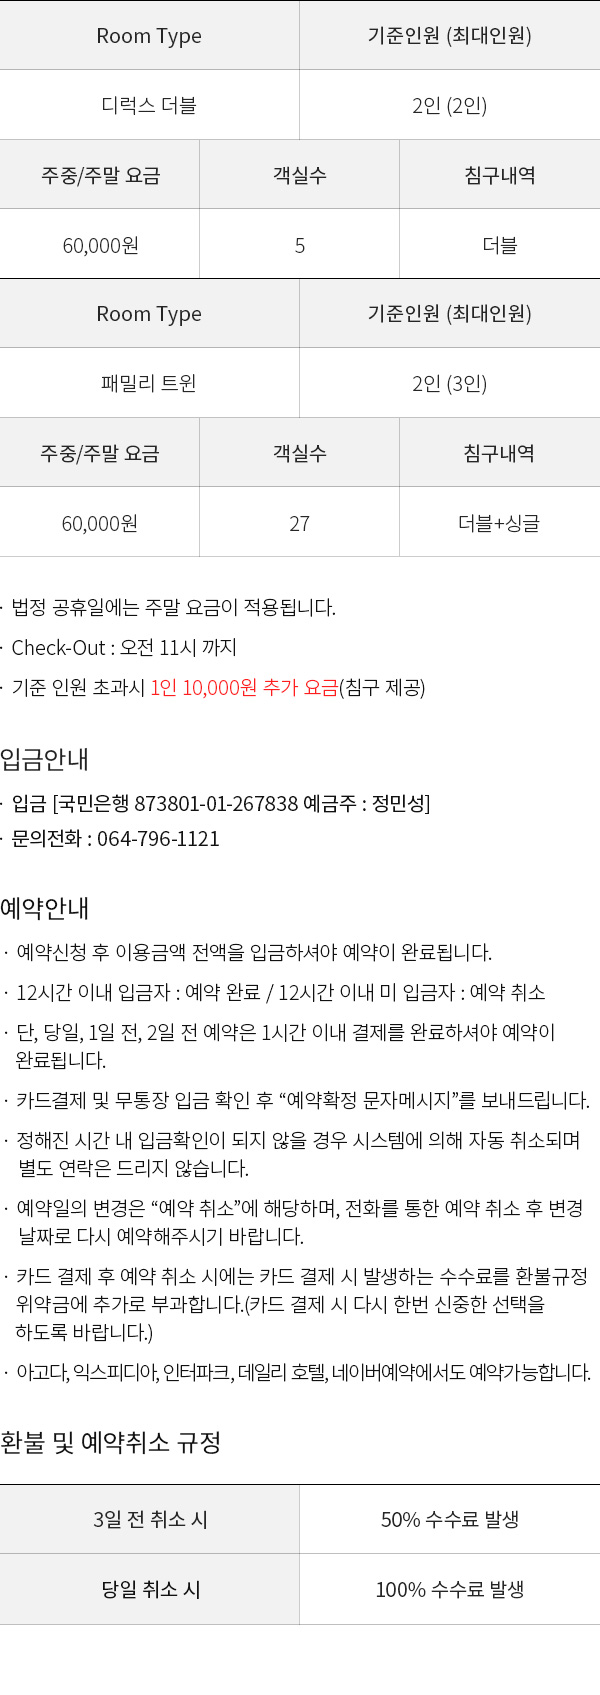 Room Type 기준인원 (최대인원)
디럭스 더블 2인 (2인)
주중/주말 요금 객실수 침구내역
60,000원 5 더블
Room Type 기준인원 (최대인원)
패밀리 트윈 2인 (3인)
주중/주말 요금 객실수 침구내역
60,000원 27 더블+싱글
· 법정 공휴일에는 주말 요금이 적용됩니다.
· Check-Out : 오전 11시 까지
· 기준 인원 초과시 1인 10,000원 추가 요금(침구 제공)
입금안내
· 입금 [국민은행 873801-01-267838 예금주 : 정민성]
· 문의전화 : 064-796-1121
예약안내
· 예약신청 후 이용금액 전액을 입금하셔야 예약이 완료됩니다.
· 12시간 이내 입금자 : 예약 완료 / 12시간 이내 미 입금자 : 예약 취소
· 단, 당일, 1일 전, 2일 전 예약은 1시간 이내 결제를 완료하셔야 예약이
완료됩니다.
· 카드결제 및 무통장 입금 확인 후 “예약확정 문자메시지”를 보내드립니다.
· 정해진 시간 내 입금확인이 되지 않을 경우 시스템에 의해 자동 취소되며
별도 연락은 드리지 않습니다.
· 예약일의 변경은 “예약 취소”에 해당하며, 전화를 통한 예약 취소 후 변경
날짜로 다시 예약해주시기 바랍니다.
· 카드 결제 후 예약 취소 시에는 카드 결제 시 발생하는 수수료를 환불규정
위약금에 추가로 부과합니다.(카드 결제 시 다시 한번 신중한 선택을
하도록 바랍니다.)
· 아고다, 익스피디아, 인터파크, 데일리 호텔, 네이버예약에서도 예약가능합니다.
환불 및 예약취소 규정
3일 전 취소 시 50% 수수료 발생
당일 취소 시 100% 수수료 발생